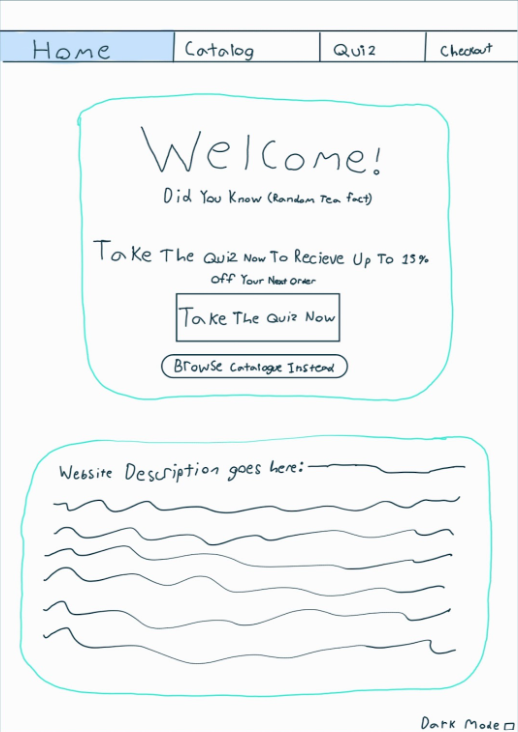 Home Catalog Quiz Checkout
Welcome!
Did You Know (Random Tea fact)
Take The Quiz Now To Recieve Up To 15%
Off Your Next Order
Take The Quiz Now
Browse Catalogue Instead
Website Description goes here:
Dark Mode